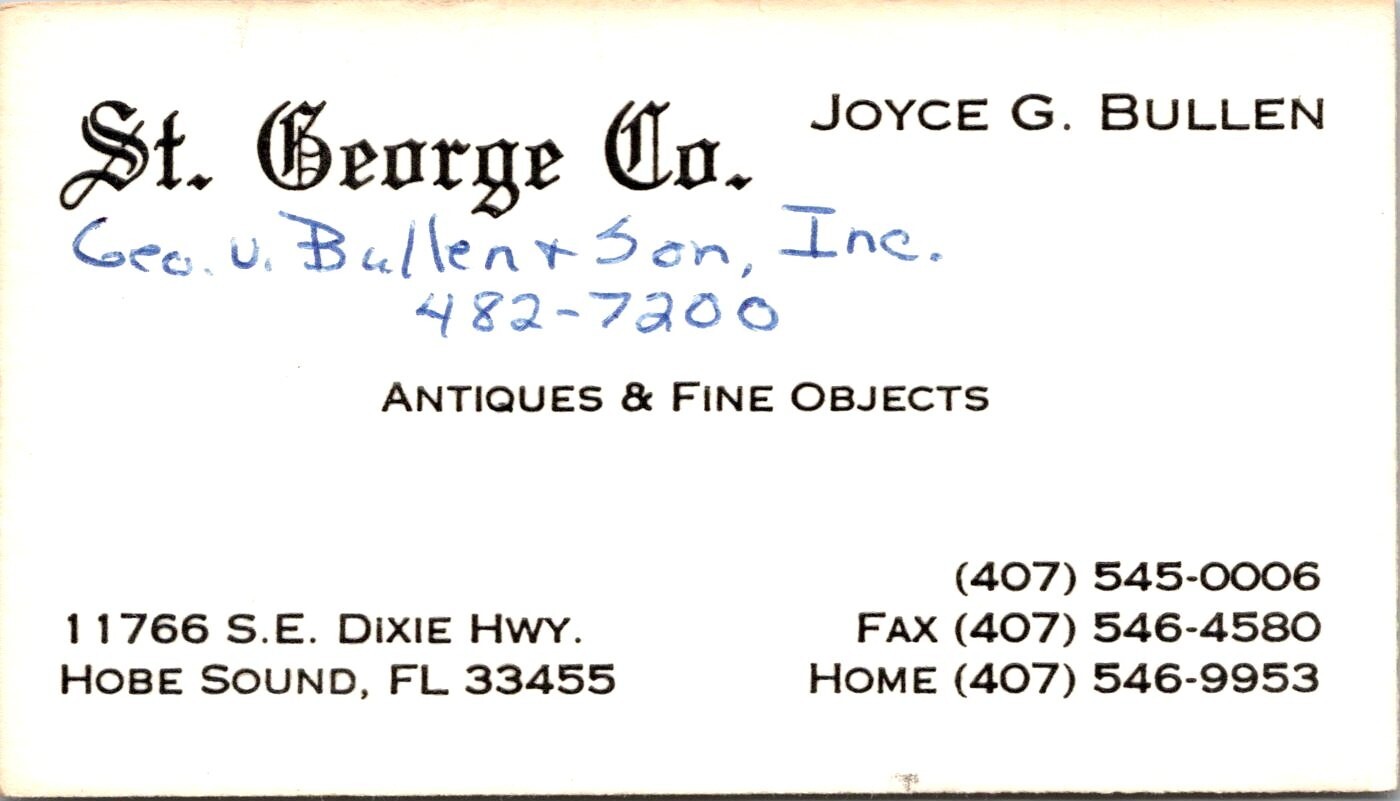 St. George Co.
JOYCE G. BULLEN
Geo. V. Bullen + Son, Inc.
482-7200
ANTIQUES & FINE OBJECTS
11766 S.E. DIXIE HWY.
HOBE SOUND, FL 33455
(407) 545-0006
FAX (407) 546-4580
HOME (407) 546-9953